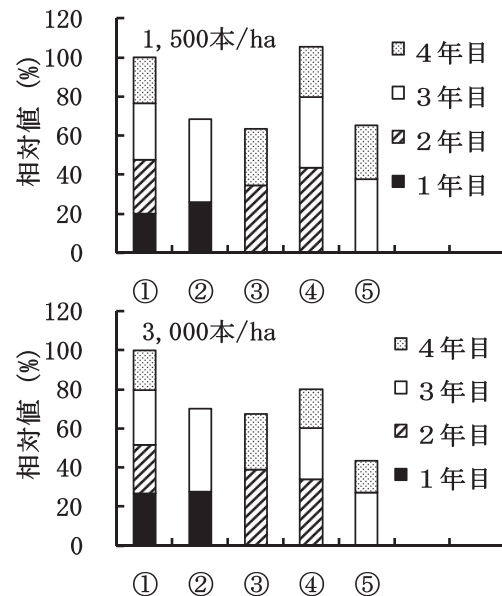 120
100
80
60
40
20
0
相対値 (%)
1,500本/ha
4年目
3年目
2年目
1年目
① ② ③ ④ ⑤
120
100
80
60
40
20
0
相対値 (%)
3,000本/ha
4年目
3年目
2年目
1年目
① ② ③ ④ ⑤